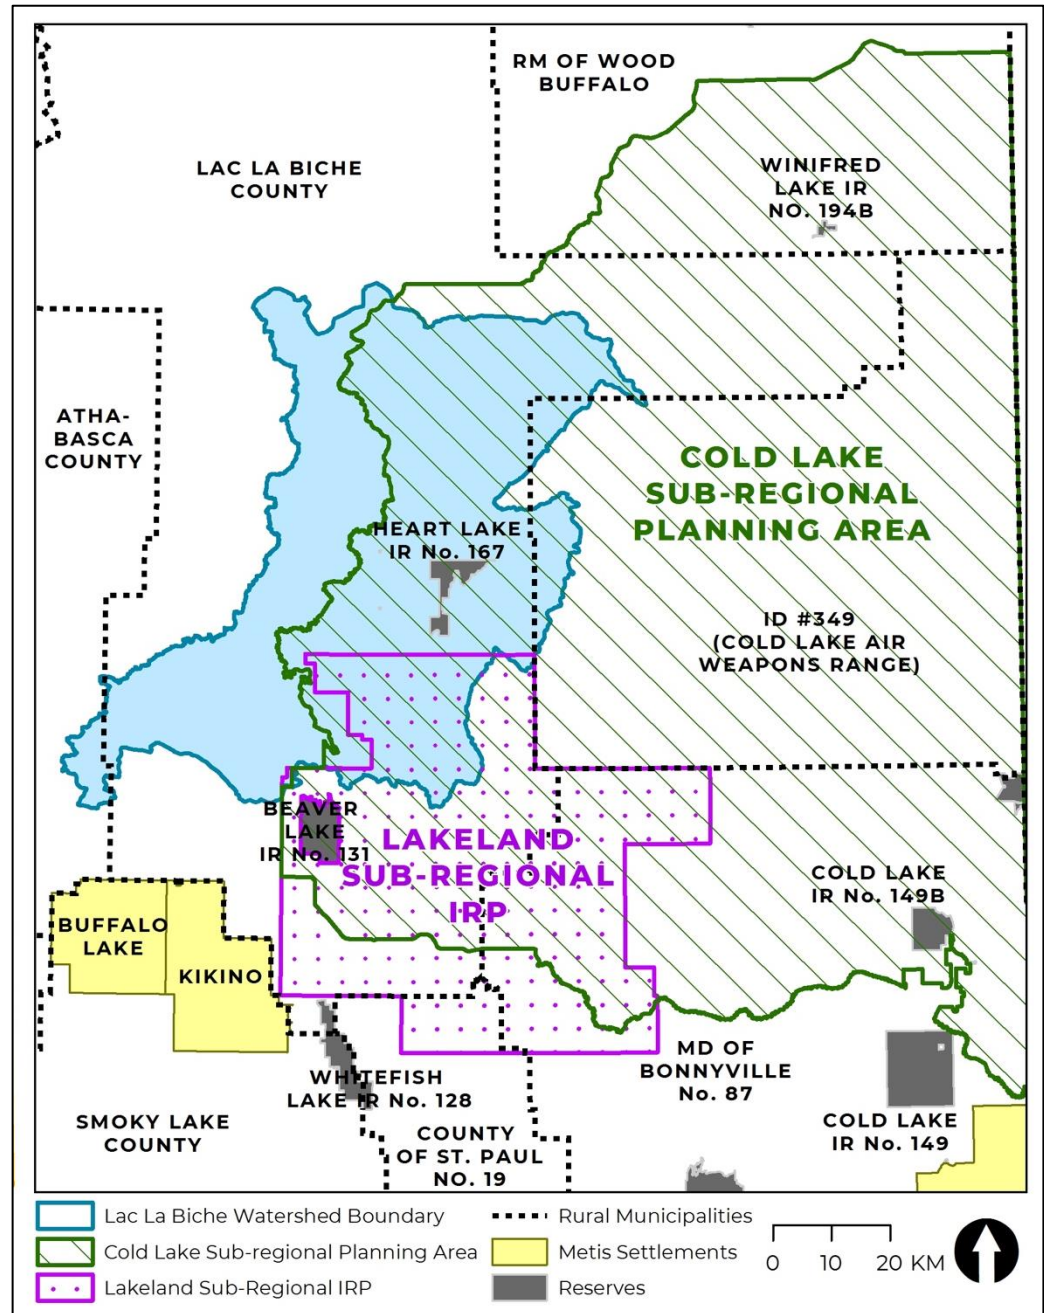 RM OF WOOD
BUFFALO
LAC LA BICHE
COUNTY
WINIFRED
LAKE IR
NO. 194B
ATHA-
BASCA
COUNTY
COLD LAKE
SUB-REGIONAL
PLANNING AREA
HEART LAKE
IR No. 167
ID #349
(COLD LAKE AIR
WEAPONS RANGE)
BEAVER
LAKE
IR No. 131
LAKELAND
SUB-REGIONAL
IRP
COLD LAKE
IR No. 149B
BUFFALO
LAKE
KIKINO
WHITEFISH
LAKE IR No. 128
MD OF
BONNYVILLE
No. 87
SMOKY LAKE
COUNTY
COUNTY
OF ST. PAUL
NO. 19
COLD LAKE
IR No. 149
Lac La Biche Watershed Boundary
Cold Lake Sub-regional Planning Area
Lakeland Sub-Regional IRP
Rural Municipalities
Metis Settlements
Reserves
0 10 20 KM